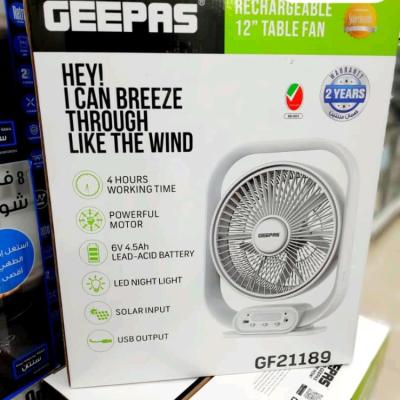 GEEPAS®
RECHARGEABLE
12" TABLE FAN
HEY!
I CAN BREEZE
THROUGH
LIKE THE WIND
WARRANTY
2 YEARS
4 HOURS
WORKING TIME
POWERFUL
MOTOR
6V 4.5Ah
LEAD-ACID BATTERY
LED NIGHT LIGHT
SOLAR INPUT
USB OUTPUT
GEEPAS
GF21189